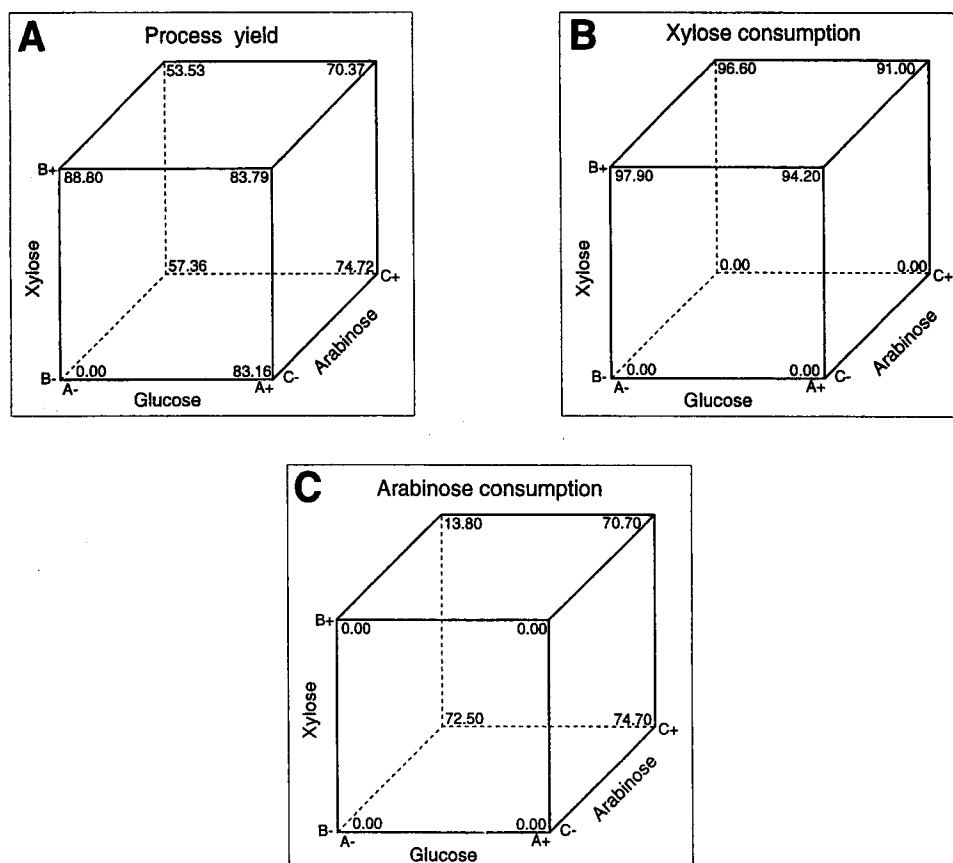 A
Process yield
53.53 70.37
B+
88.80 83.79
Xylose
57.36 74.72
C+
Arabinose
0.00 83.16
B-
A- A+ C-
Glucose
B
Xylose consumption
96.60 91.00
B+
97.90 94.20
Xylose
0.00 0.00
C+
Arabinose
0.00 0.00
B-
A- A+ C-
Glucose
C
Arabinose consumption
13.80 70.70
B+
0.00 0.00
Xylose
72.50 74.70
C+
Arabinose
0.00 0.00
B-
A- A+ C-
Glucose